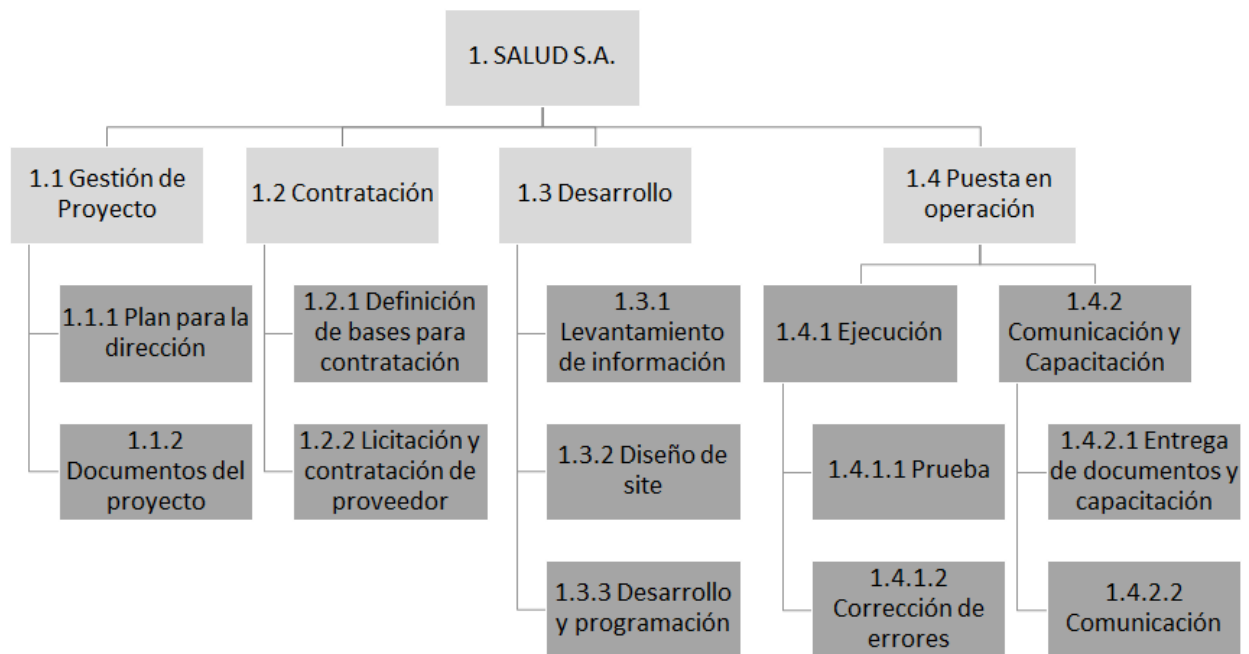 1. SALUD S.A.
1.1 Gestión de
Proyecto
1.2 Contratación
1.3 Desarrollo
1.4 Puesta en
operación
1.1.1 Plan para la
dirección
1.2.1 Definición
de bases para
contratación
1.3.1
Levantamiento
de información
1.4.1 Ejecución
1.4.2
Comunicación y
Capacitación
1.1.2
Documentos del
proyecto
1.2.2 Licitación y
contratación de
proveedor
1.3.2 Diseño de
site
1.4.1.1 Prueba
1.4.2.1 Entrega
de documentos y
capacitación
1.3.3 Desarrollo
y programación
1.4.1.2
Corrección de
errores
1.4.2.2
Comunicación